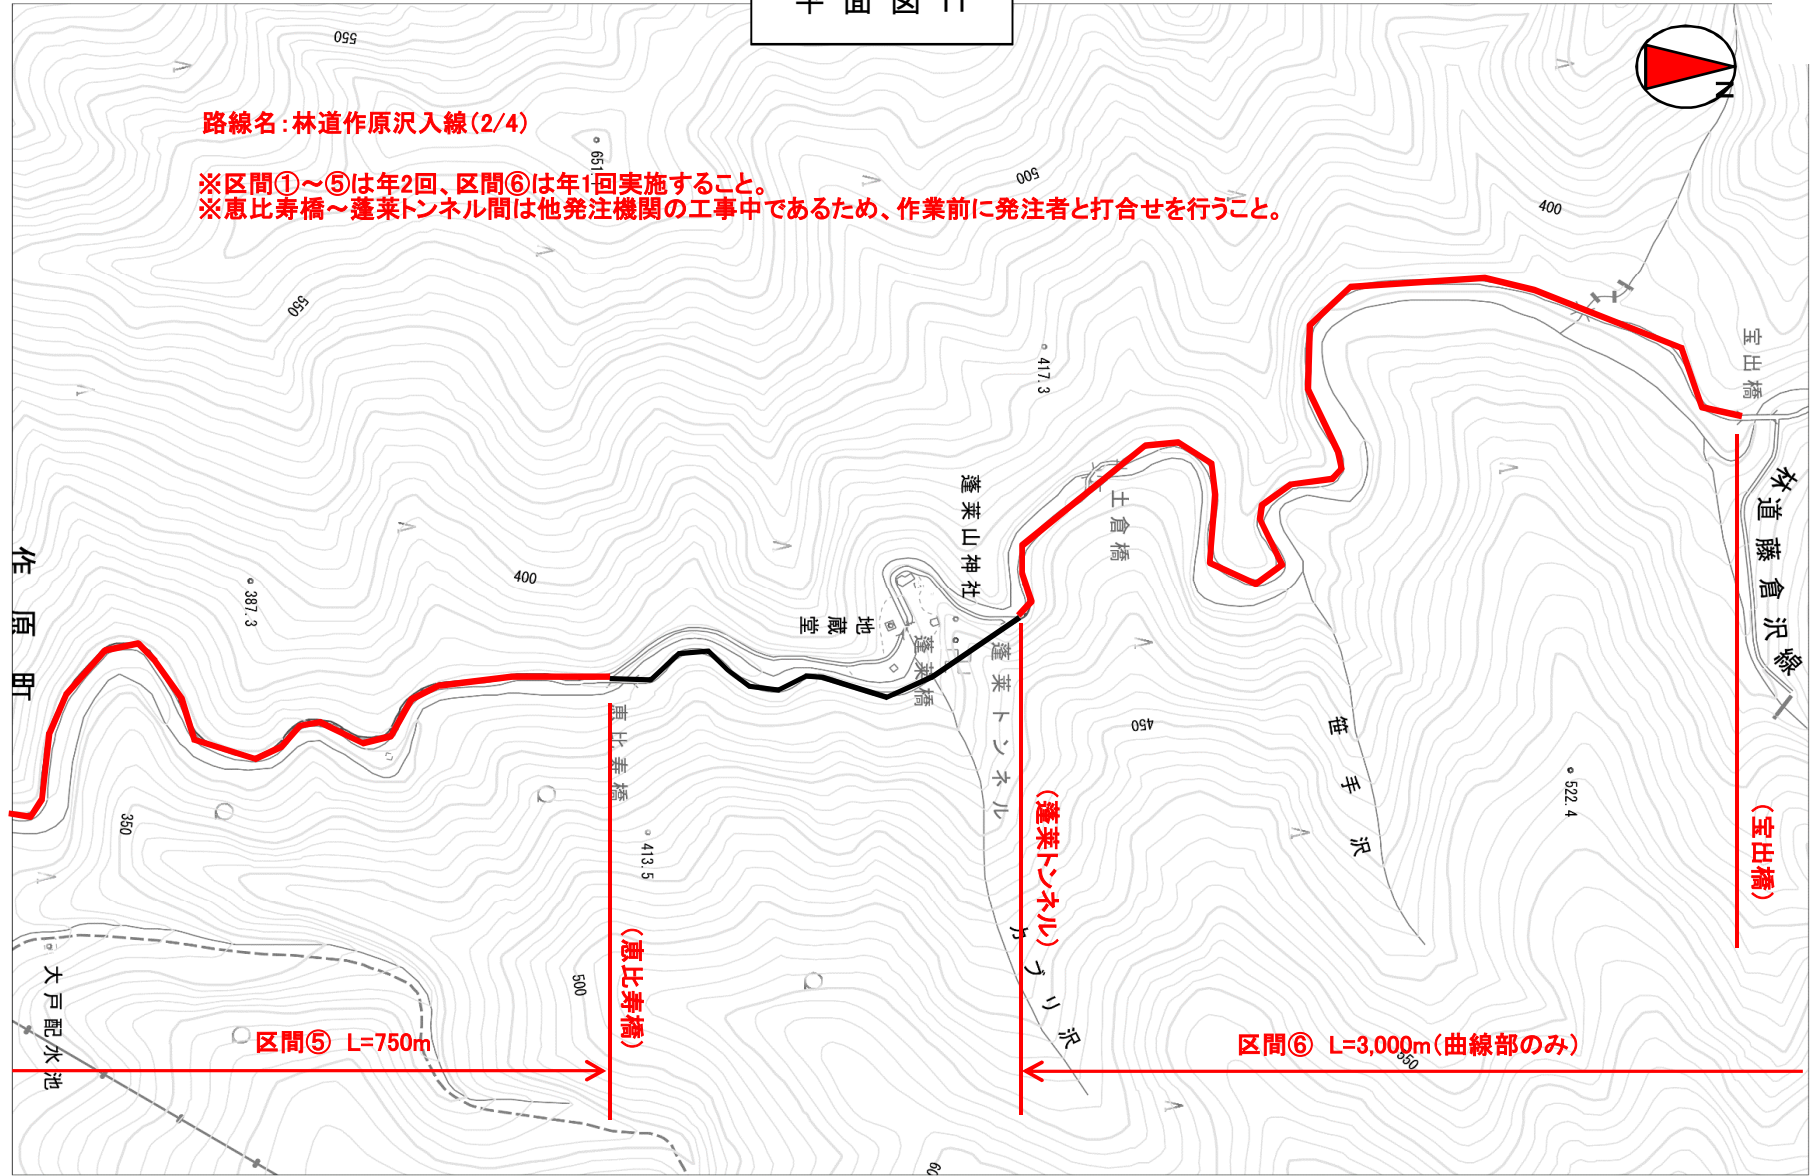 平面図 11
N
路線名:林道作原沢入線(2/4)
※区間①～⑤は年2回、区間⑥は年1回実施すること。
※恵比寿橋～蓬莱トンネル間は他発注機関の工事中であるため、作業前に発注者と打合せを行うこと。
550
651.
500
400
550
417.3
宝出橋
林道藤倉沢線
蓬莱山神社
土倉橋
作原町
387.3
400
地蔵堂
蓬莱橋
蓬莱トンネル
恵比寿橋
450
笹手沢
522.4
350
413.5
(蓬莱トンネル)
(宝出橋)
(恵比寿橋)
カブリ沢
大戸配水池
500
区間⑤ L=750m
区間⑥ L=3,000m(曲線部のみ)
550
60